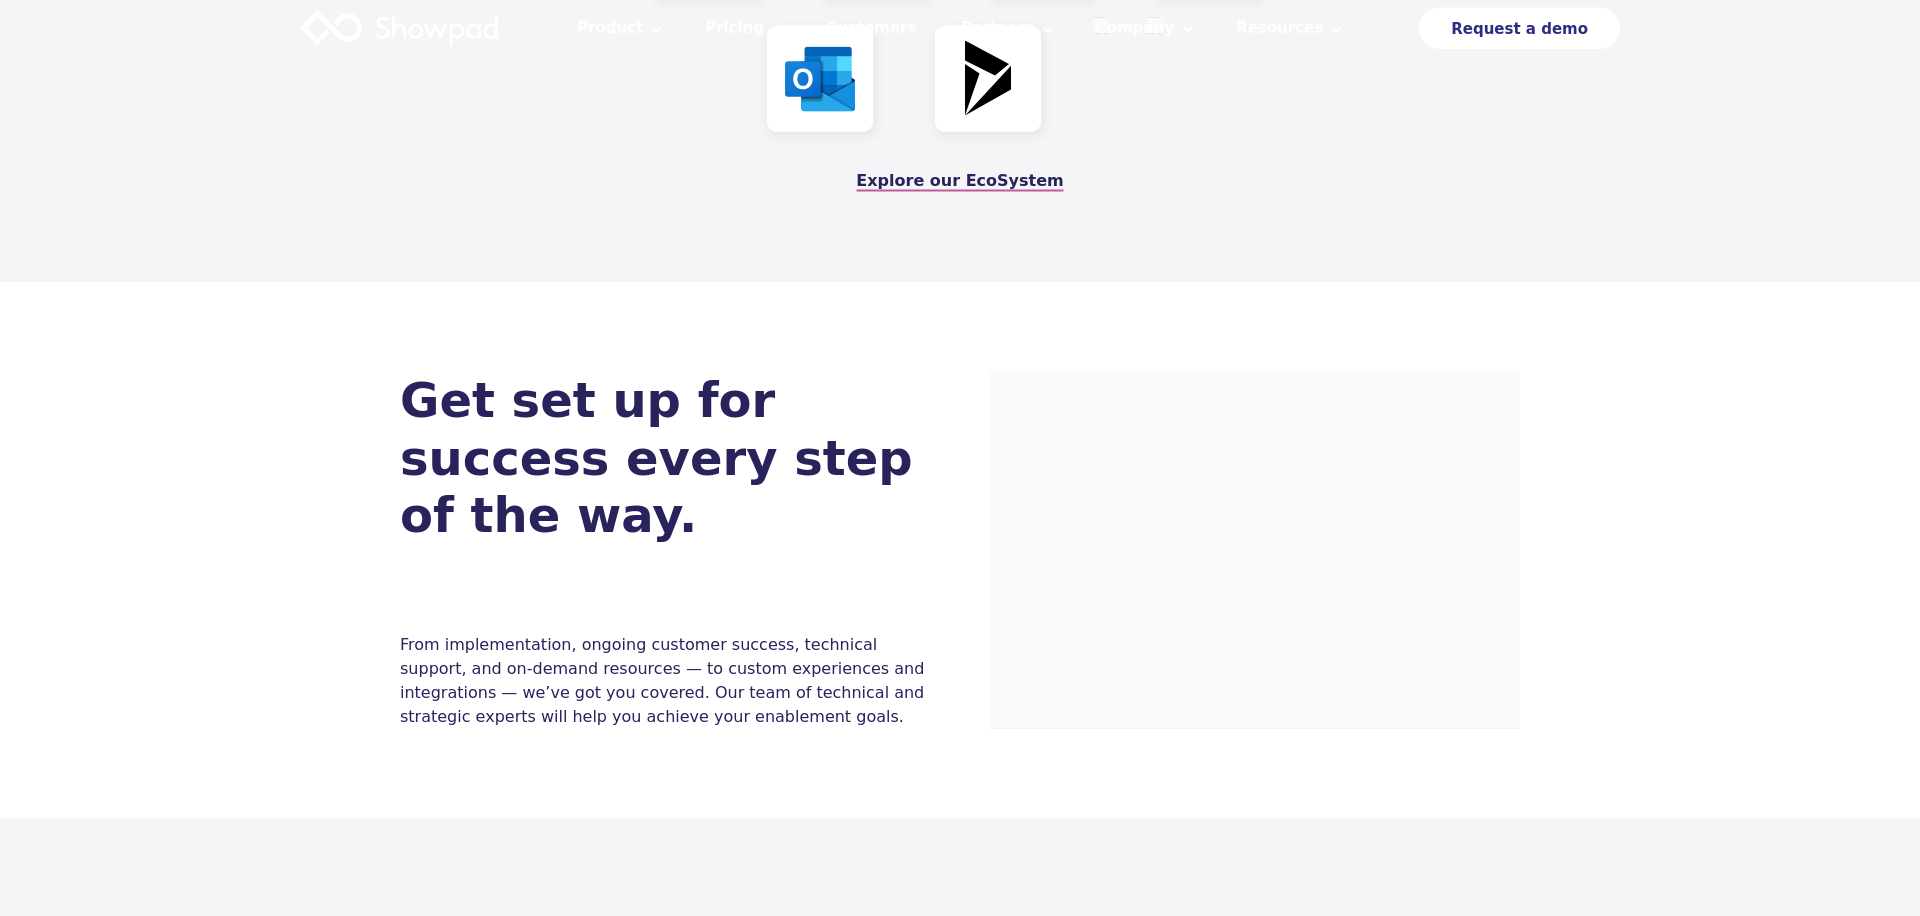 Showpad
Product
Pricing
Customers
Partners
Company
Resources
Request a demo
Explore our EcoSystem
Get set up for
success every step
of the way.
From implementation, ongoing customer success, technical
support, and on-demand resources — to custom experiences and
integrations — we’ve got you covered. Our team of technical and
strategic experts will help you achieve your enablement goals.